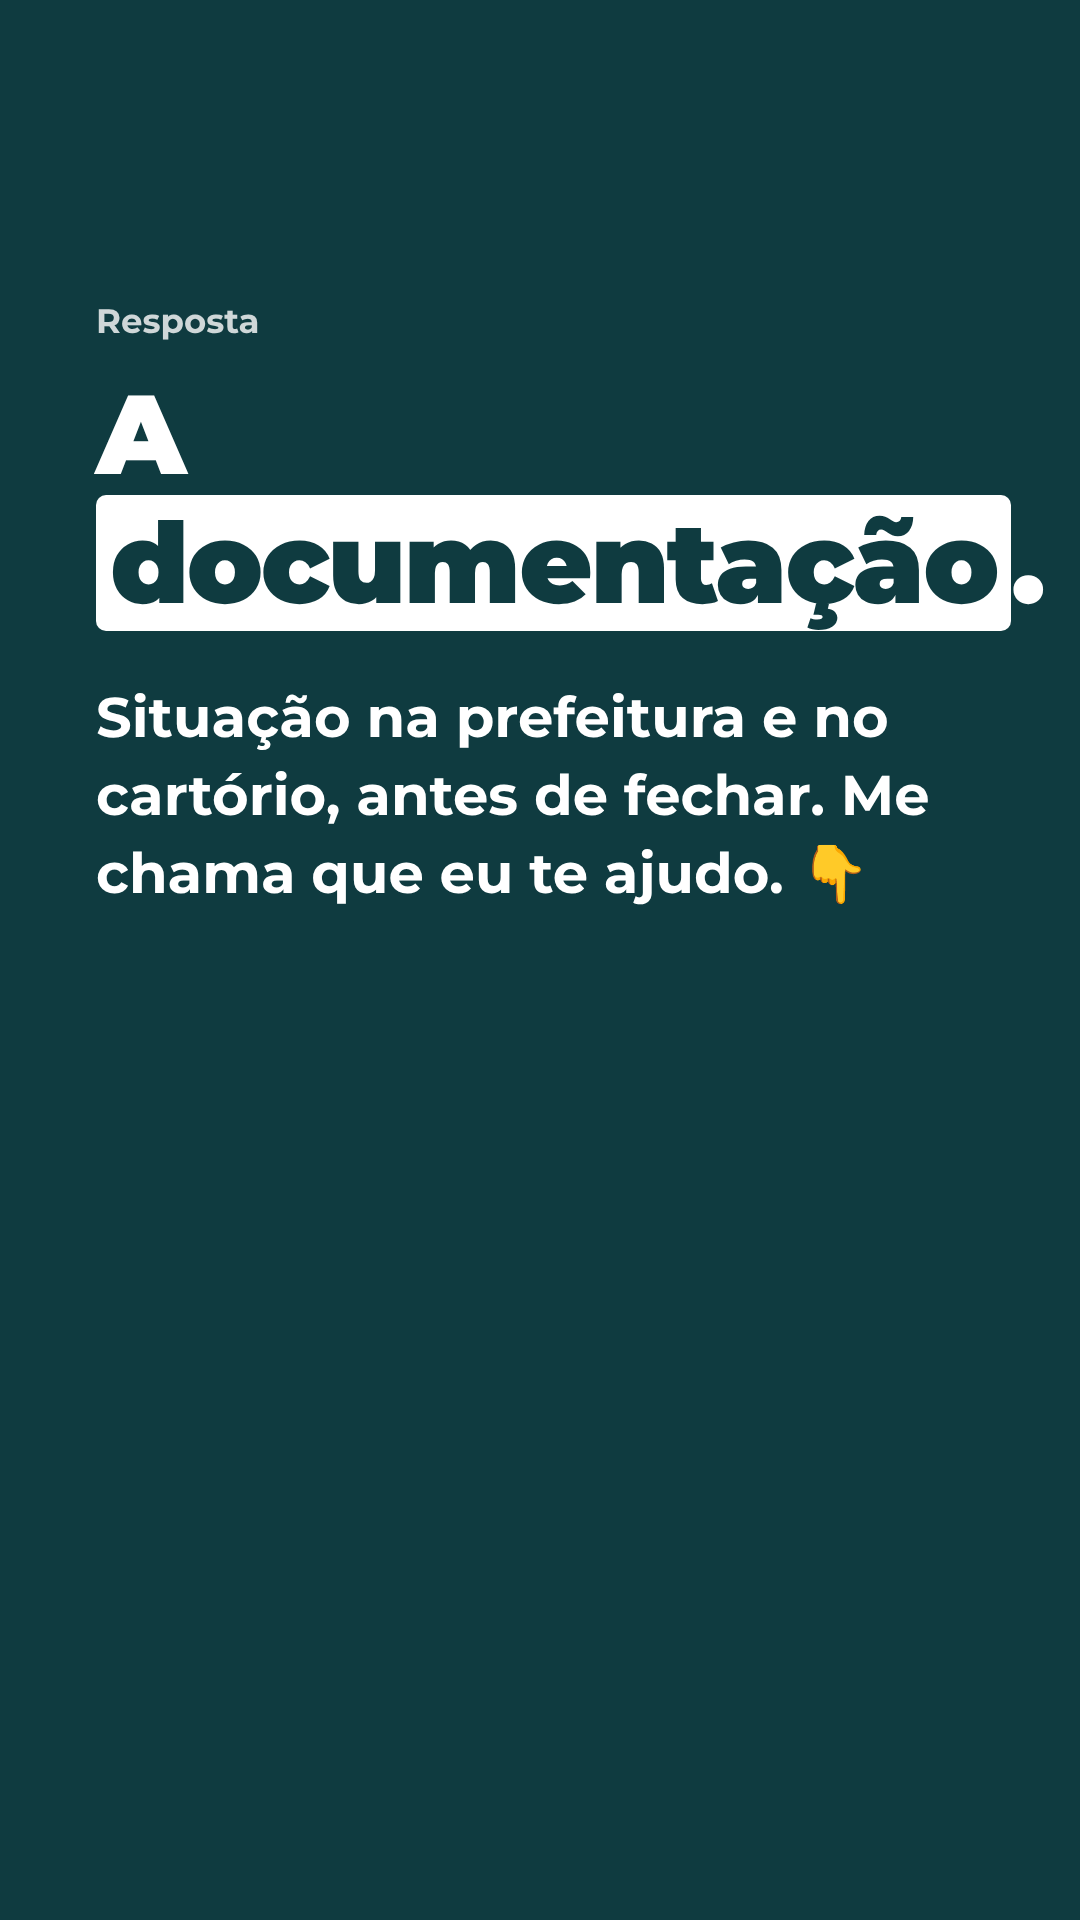 Resposta
A
documentação.
Situação na prefeitura e no
cartório, antes de fechar. Me
chama que eu te ajudo. 👇